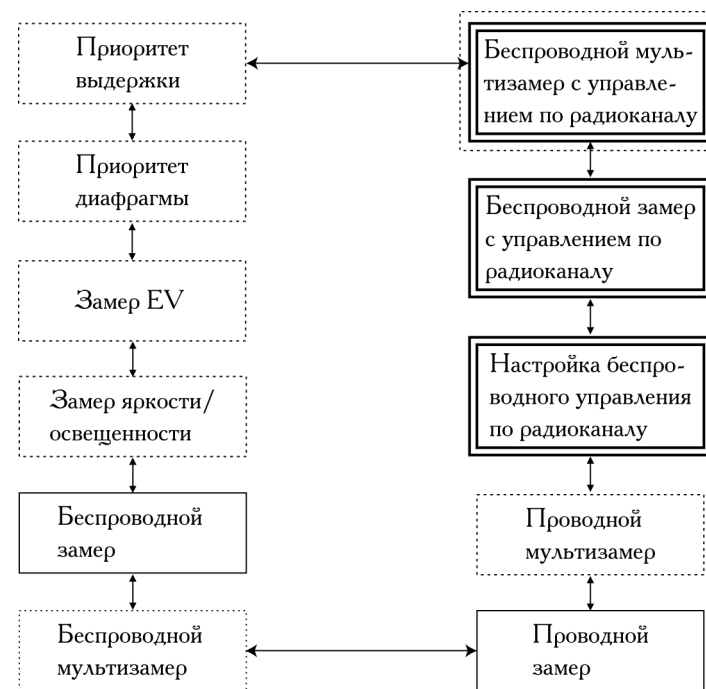 Приоритет
выдержки
Приоритет
диафрагмы
Замер EV
Замер яркости/
освещенности
Беспроводной
замер
Беспроводной
мультизамер
Беспроводной муль-
тизамер с управле-
нием по радиоканалу
Беспроводной замер
с управлением по
радиоканалу
Настройка беспро-
водного управления
по радиоканалу
Проводной
мультизамер
Проводной
замер